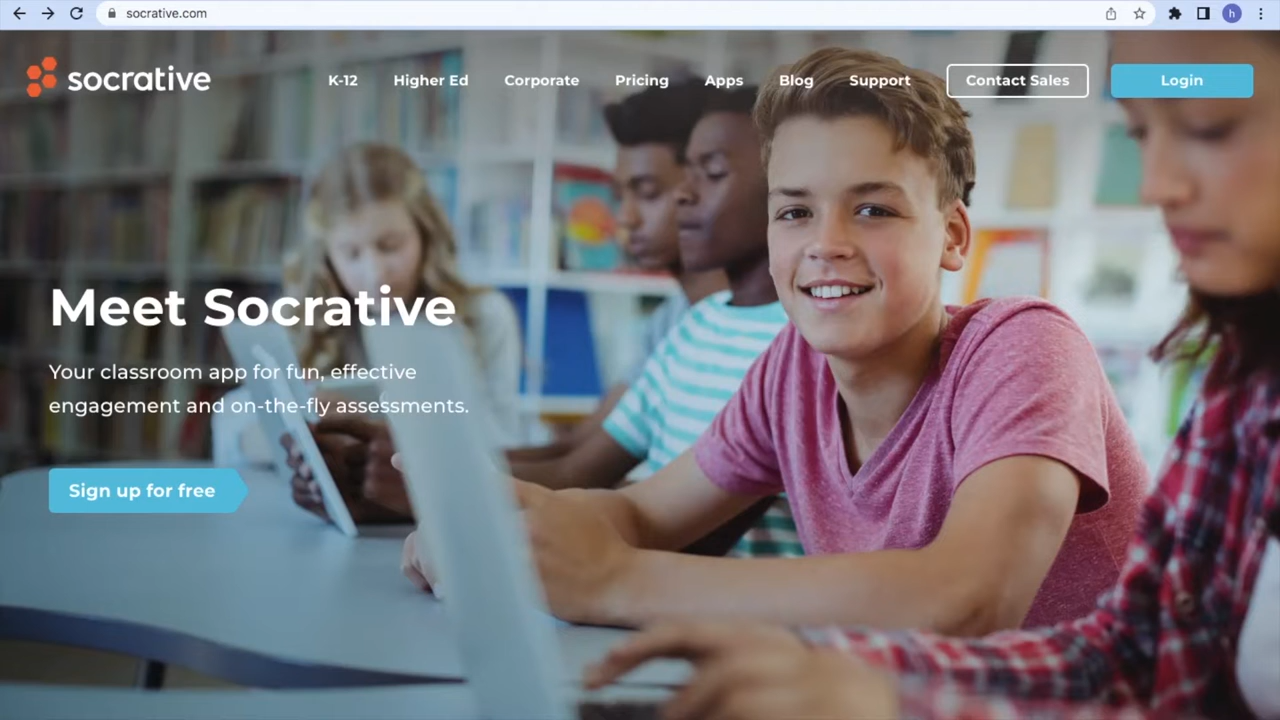 socrative.com
h
socrative
K-12
Higher Ed
Corporate
Pricing
Apps
Blog
Support
Contact Sales
Login
Meet Socrative
Your classroom app for fun, effective
engagement and on-the-fly assessments.
Sign up for free